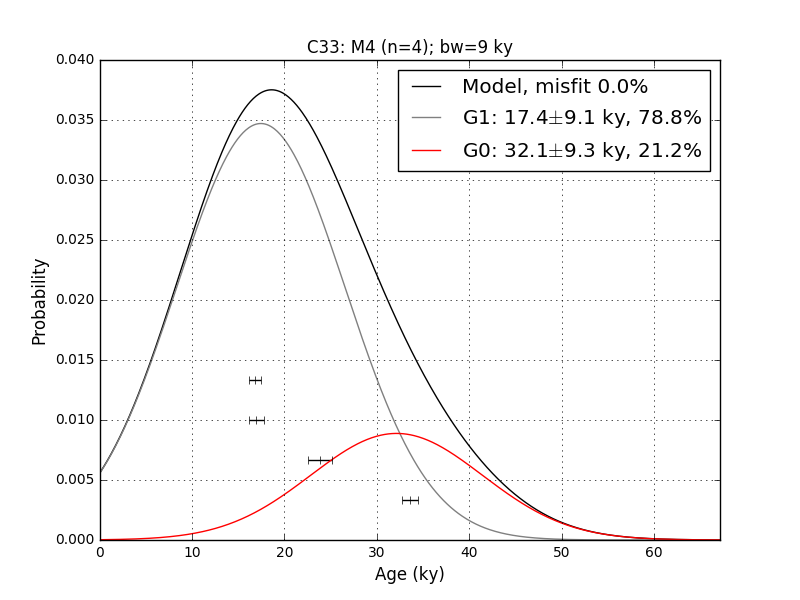 C33: M4 (n=4); bw=9 ky
Model, misfit 0.0%
G1: 17.4±9.1 ky, 78.8%
G0: 32.1±9.3 ky, 21.2%
0.040
0.035
0.030
0.025
0.020
0.015
0.010
0.005
0.000
Probability
0 10 20 30 40 50 60
Age (ky)